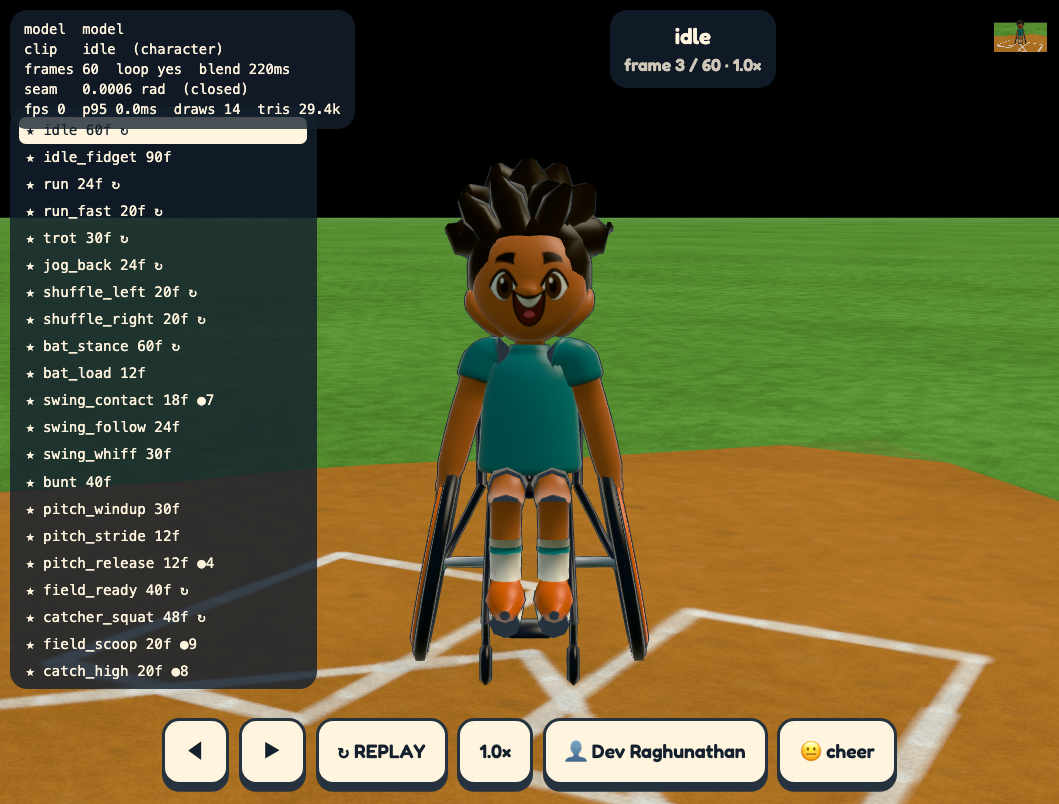 model  model
clip   idle  (character)
frames 60  loop yes  blend 220ms
seam   0.0006 rad  (closed)
fps 0  p95 0.0ms  draws 14  tris 29.4k
★ idle 60f ↻
★ idle_fidget 90f
★ run 24f ↻
★ run_fast 20f ↻
★ trot 30f ↻
★ jog_back 24f ↻
★ shuffle_left 20f ↻
★ shuffle_right 20f ↻
★ bat_stance 60f ↻
★ bat_load 12f
★ swing_contact 18f ●7
★ swing_follow 24f
★ swing_whiff 30f
★ bunt 40f
★ pitch_windup 30f
★ pitch_stride 12f
★ pitch_release 12f ●4
★ field_ready 40f ↻
★ catcher_squat 48f ↻
★ field_scoop 20f ●9
★ catch_high 20f ●8
idle
frame 3 / 60 · 1.0×
◀ ▶ ↻ REPLAY 1.0× 👤 Dev Raghunathan 😐 cheer